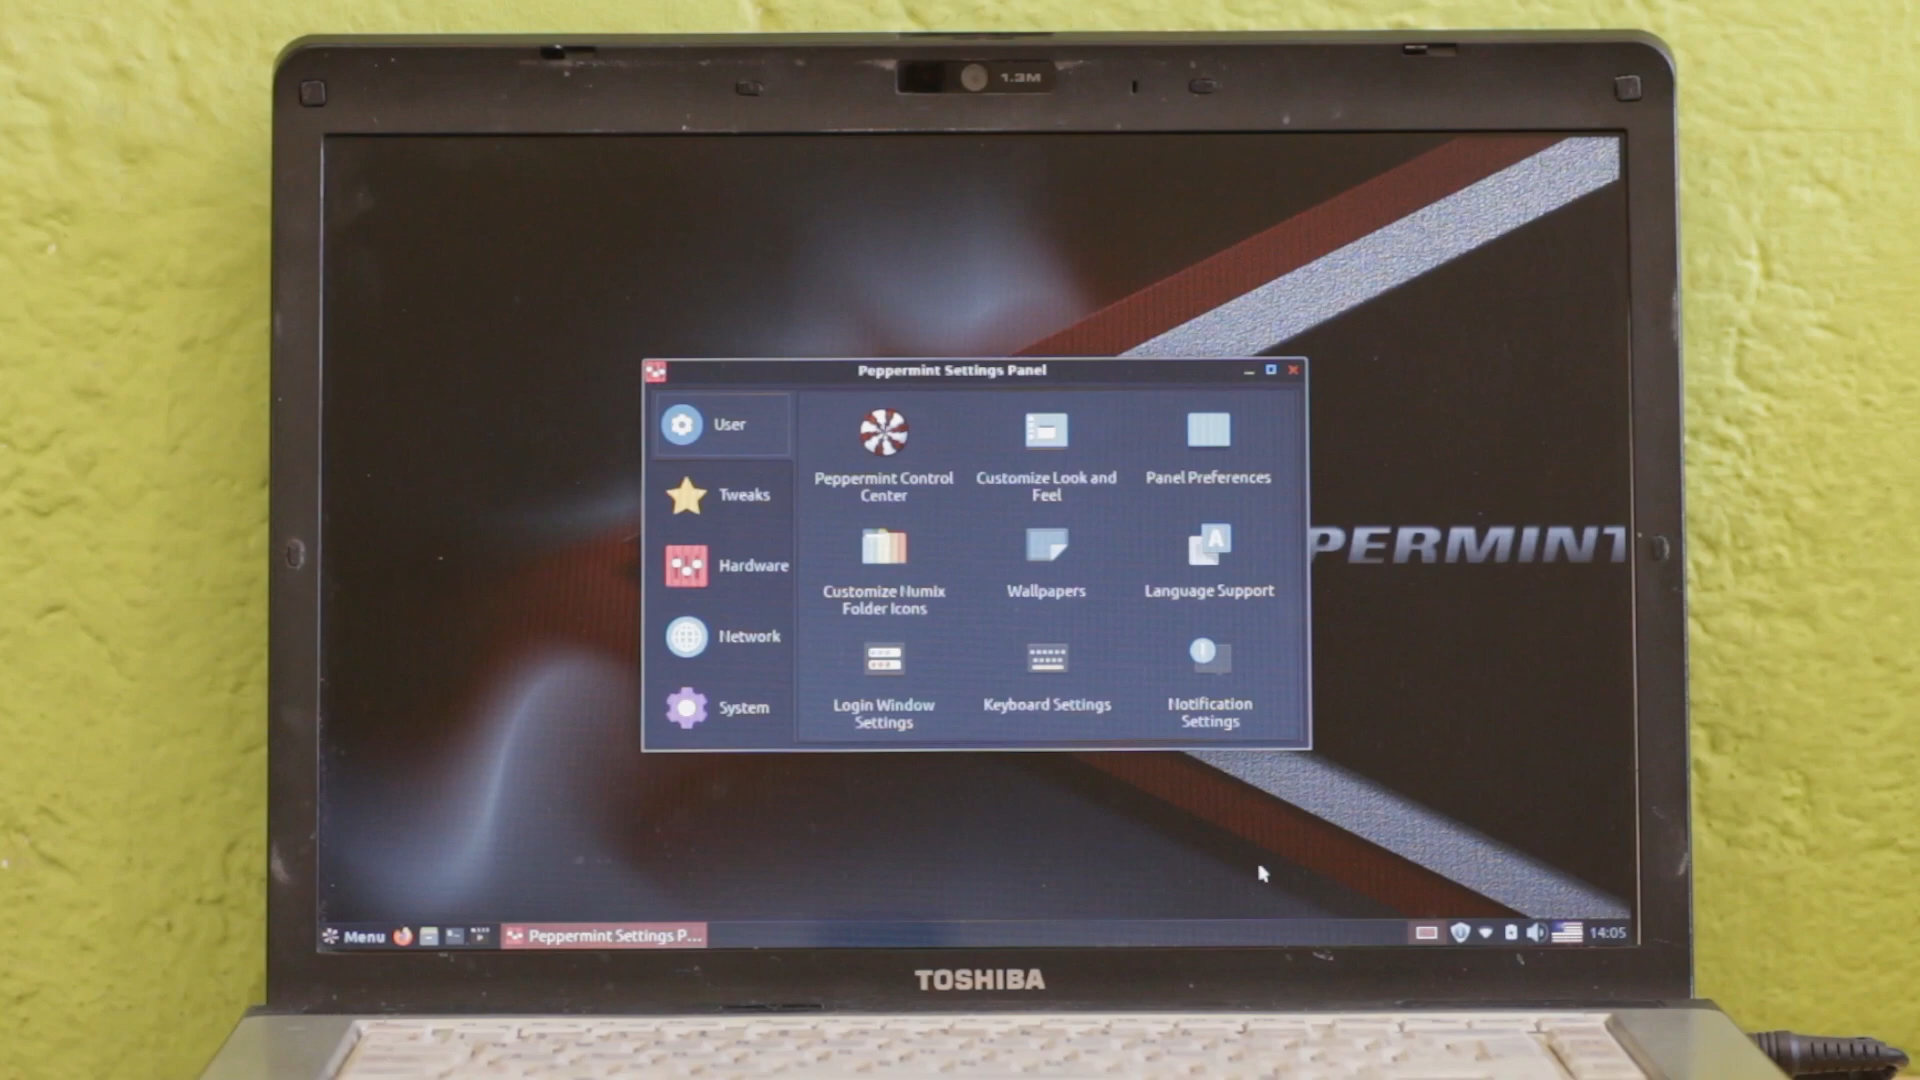 1.3M
Peppermint Settings Panel
User
Tweaks
Hardware
Network
System
Peppermint Control
Center
Customize Look and
Feel
Panel Preferences
Customize Numix
Folder Icons
Wallpapers
A
Language Support
Login Window
Settings
Keyboard Settings
Notification
Settings
PERMINT
Menu
Peppermint Settings P...
14:05
TOSHIBA